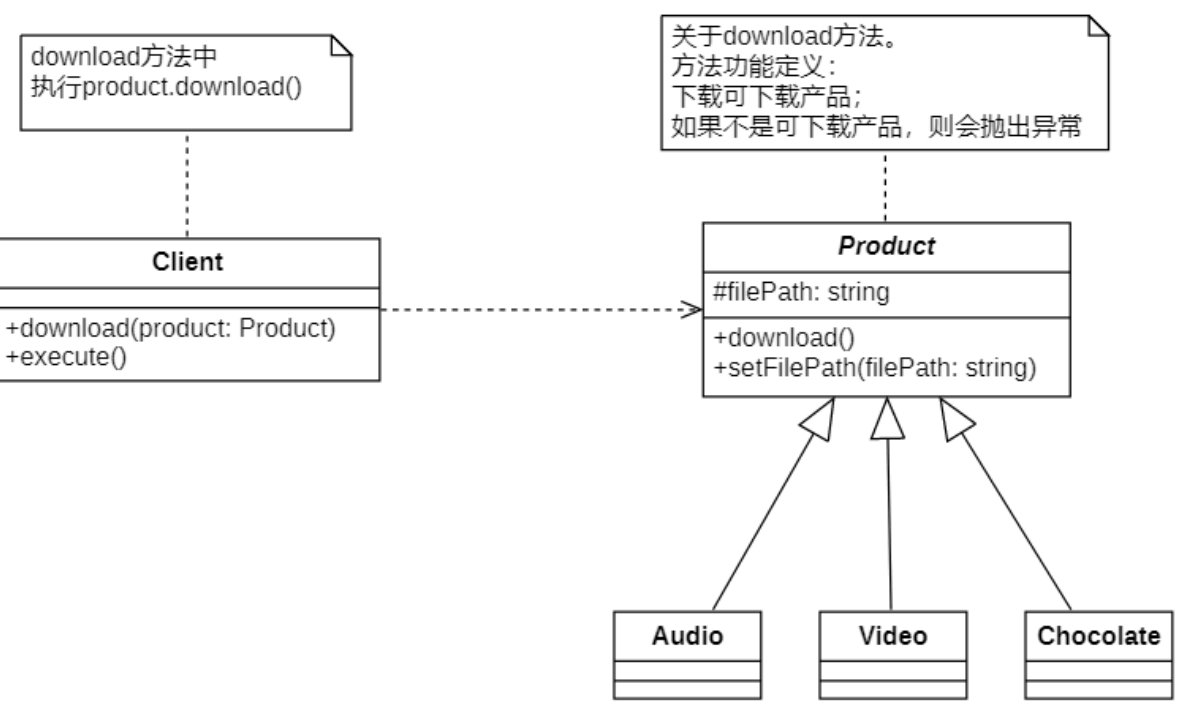 download方法中
执行product.download()
关于download方法。
方法功能定义：
下载可下载产品；
如果不是可下载产品，则会抛出异常
Client
+download(product: Product)
+execute()
Product
#filePath: string
+download()
+setFilePath(filePath: string)
Audio
Video
Chocolate